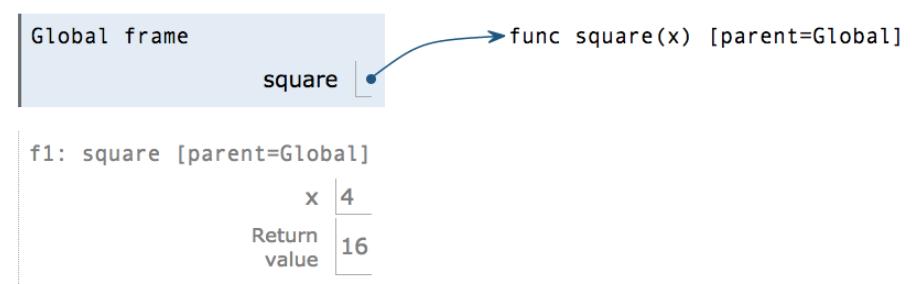 Global frame
func square(x) [parent=Global]
square
f1: square [parent=Global]
x 4
Return
value 16